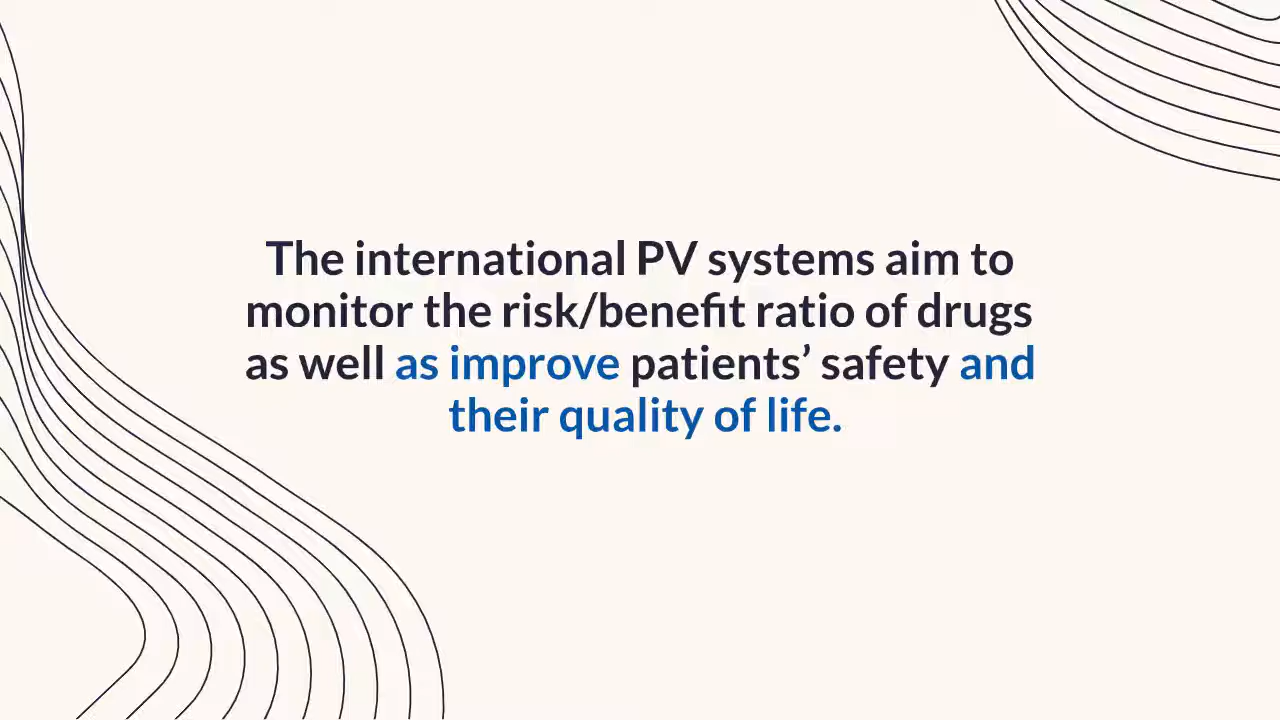 The international PV systems aim to
monitor the risk/benefit ratio of drugs
as well as improve patients’ safety and
their quality of life.